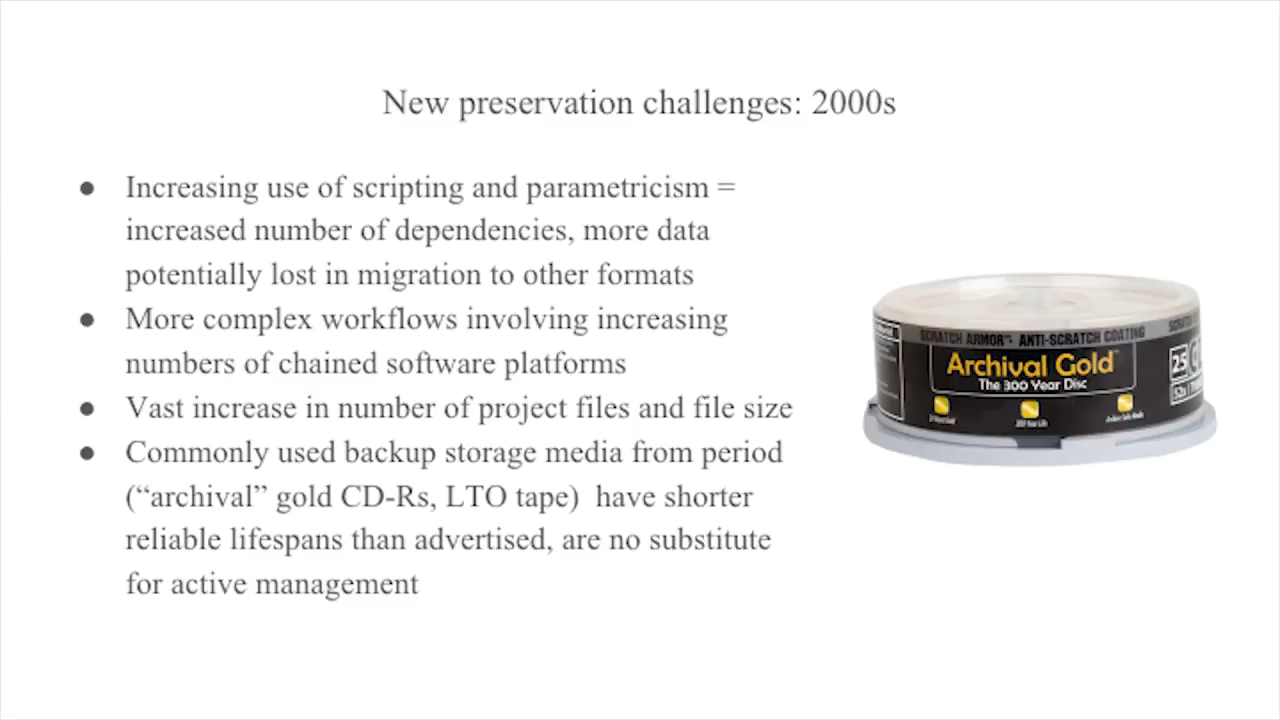 New preservation challenges: 2000s
● Increasing use of scripting and parametricism =
increased number of dependencies, more data
potentially lost in migration to other formats
● More complex workflows involving increasing
numbers of chained software platforms
● Vast increase in number of project files and file size
● Commonly used backup storage media from period
(“archival” gold CD-Rs, LTO tape)  have shorter
reliable lifespans than advertised, are no substitute
for active management
SCRATCH ARMOR™: ANTI-SCRATCH COATING
Archival Gold™
The 300 Year Disc
25
52x